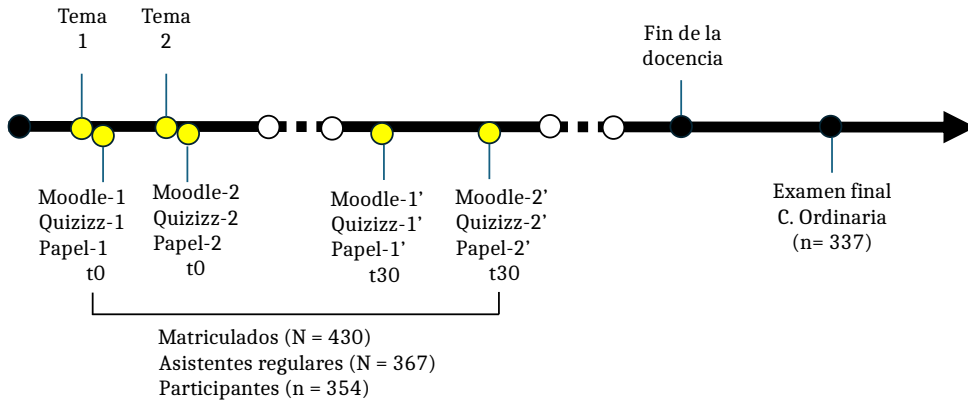 Tema
1
Tema
2
Fin de la
docencia
Moodle-1
Quizizz-1
Papel-1
t0
Moodle-2
Quizizz-2
Papel-2
t0
Moodle-1’
Quizizz-1’
Papel-1’
t30
Moodle-2’
Quizizz-2’
Papel-2’
t30
Examen final
C. Ordinaria
(n= 337)
Matriculados (N = 430)
Asistentes regulares (N = 367)
Participantes (n = 354)